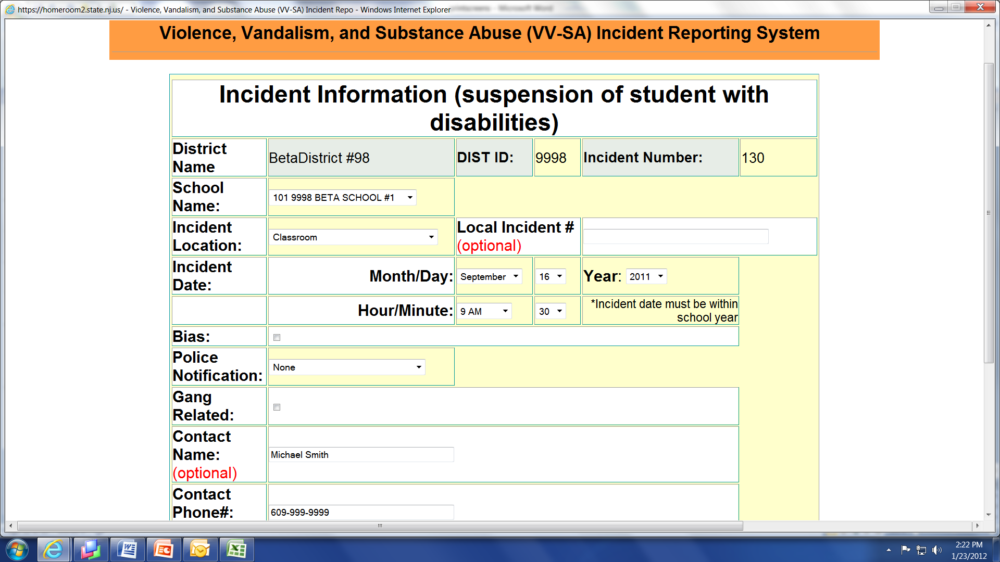 https://homeroom2.state.nj.us/ - Violence, Vandalism, and Substance Abuse (VV-SA) Incident Repo - Windows Internet Explorer
Microsoft Word
Violence, Vandalism, and Substance Abuse (VV-SA) Incident Reporting System
Incident Information (suspension of student with
disabilities)
District
Name
BetaDistrict #98
DIST ID:
9998
Incident Number:
130
School
Name:
101 9998 BETA SCHOOL #1
Incident
Location:
Classroom
Local Incident #
(optional)
Incident
Date:
Month/Day:
September
16
Year:
2011
Hour/Minute:
9 AM
30
*Incident date must be within
school year
Bias:
Police
Notification:
None
Gang
Related:
Contact
Name:
(optional)
Michael Smith
Contact
Phone#:
609-999-9999
2:22 PM
1/23/2012